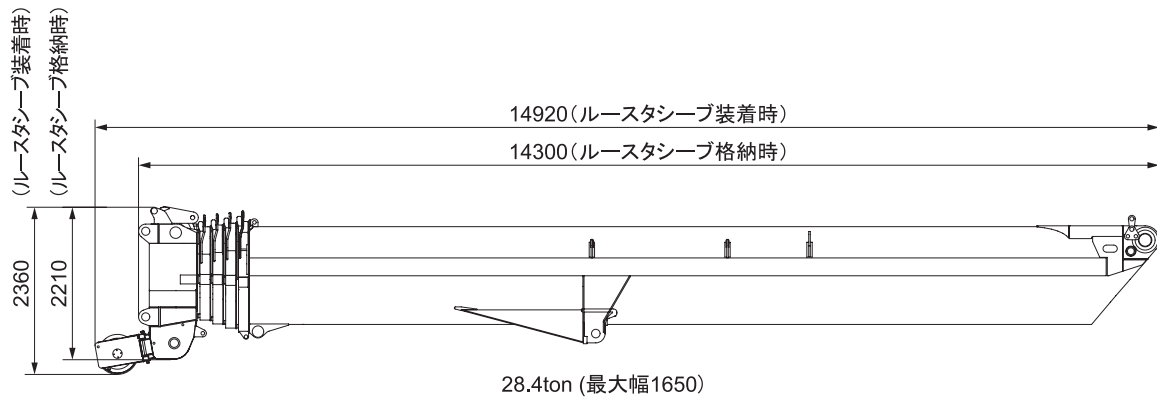 （ルースタシーブ装着時）
（ルースタシーブ格納時）
14920（ルースタシーブ装着時）
14300（ルースタシーブ格納時）
2360
2210
28.4ton (最大幅1650）